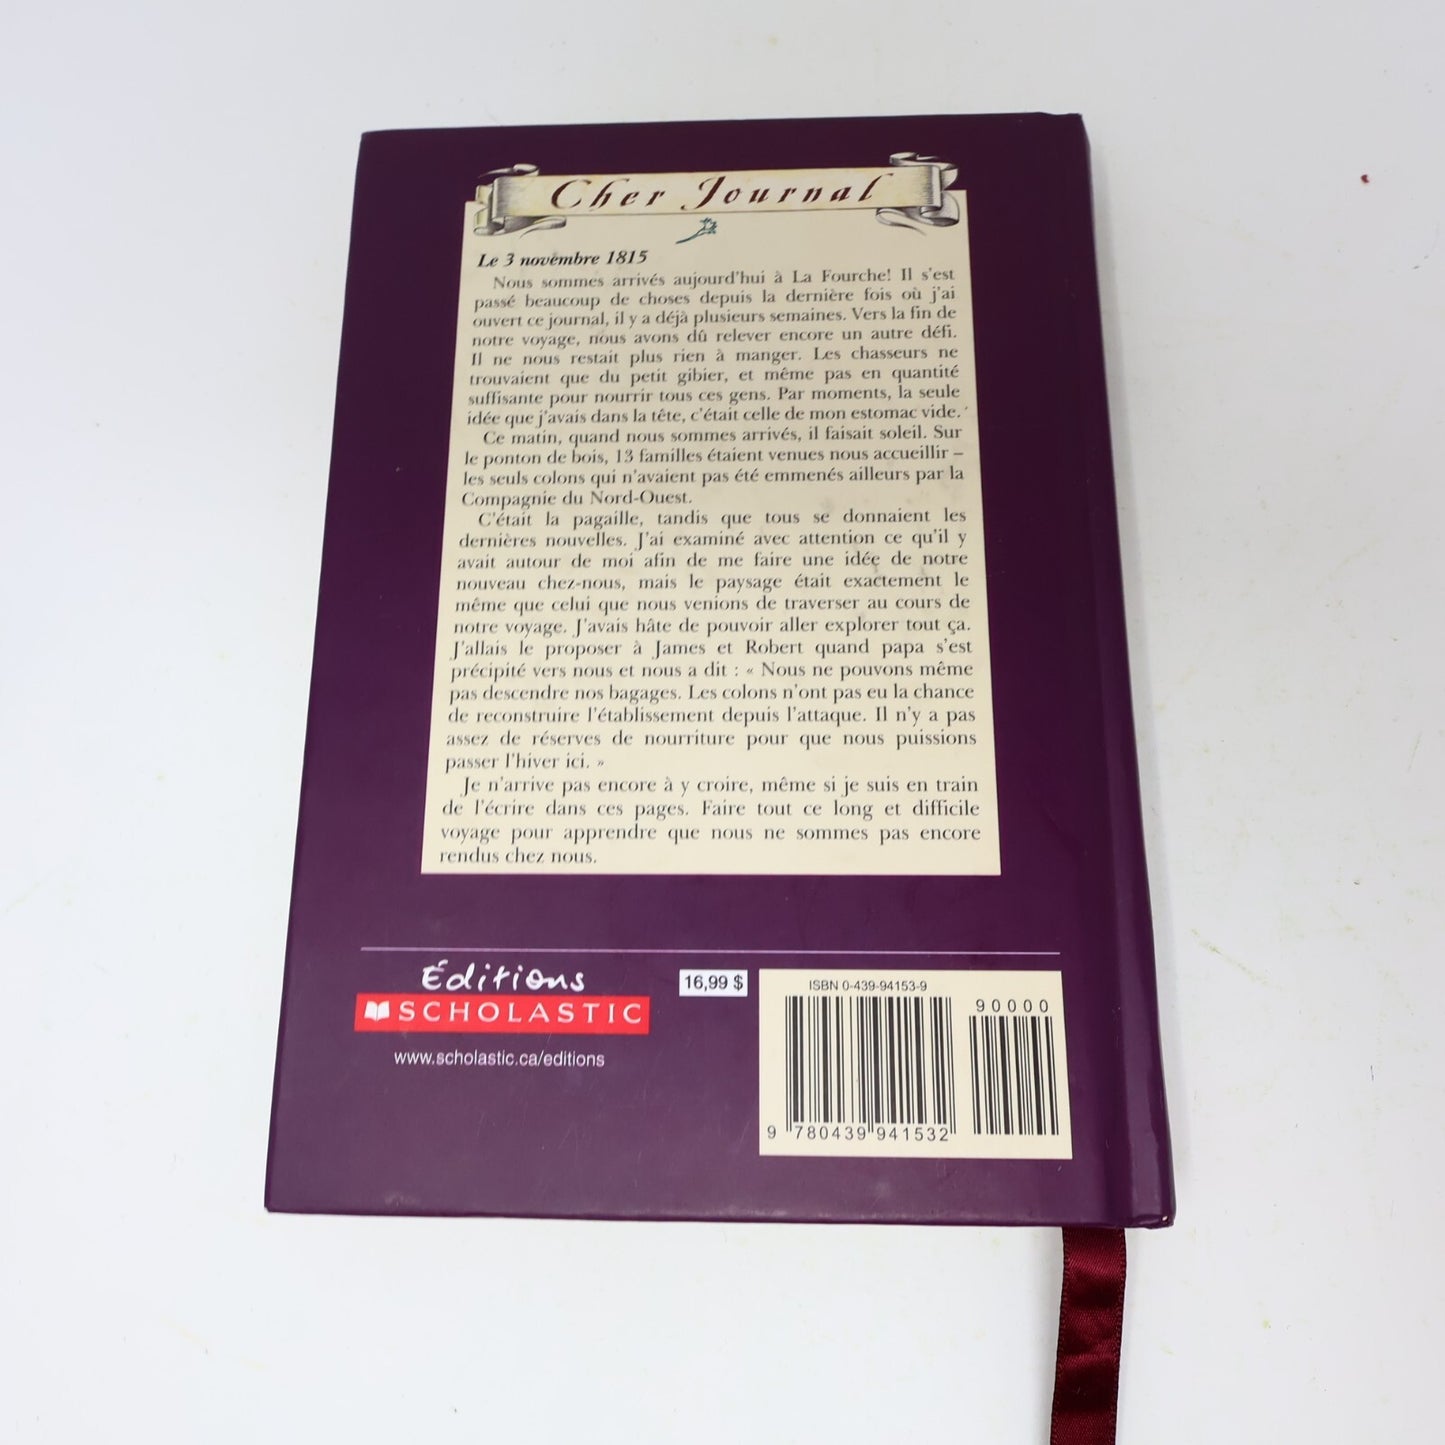 Cher Journal
Le 3 novembre 1815
Nous sommes arrivés aujourd'hui à La Fourche! Il s'est
passé beaucoup de choses depuis la dernière fois où j'ai
ouvert ce journal, il y a déjà plusieurs semaines. Vers la fin de
notre voyage, nous avons dû relever encore un autre défi.
Il ne nous restait plus rien à manger. Les chasseurs ne
trouvaient que du petit gibier, et même pas en quantité
suffisante pour nourrir tous ces gens. Par moments, la seule
idée que j'avais dans la tête, c'était celle de mon estomac vide.
Ce matin, quand nous sommes arrivés, il faisait soleil. Sur
le ponton de bois, 13 familles étaient venues nous accueillir –
les seuls colons qui n'avaient pas été emmenés ailleurs par la
Compagnie du Nord-Ouest.
C'était la pagaille, tandis que tous se donnaient les
dernières nouvelles. J'ai examiné avec attention ce qu'il y
avait autour de moi afin de me faire une idée de notre
nouveau chez-nous, mais le paysage était exactement le
même que celui que nous venions de traverser au cours de
notre voyage. J'avais hâte de pouvoir aller explorer tout ça.
J'allais le proposer à James et Robert quand papa s'est
précipité vers nous et nous a dit : « Nous ne pouvons même
pas descendre nos bagages. Les colons n'ont pas eu la chance
de reconstruire l'établissement depuis l'attaque. Il n'y a pas
assez de réserves de nourriture pour que nous puissions
passer l'hiver ici. »
Je n'arrive pas encore à y croire, même si je suis en train
de l'écrire dans ces pages. Faire tout ce long et difficile
voyage pour apprendre que nous ne sommes pas encore
rendus chez nous.
Éditions
SCHOLASTIC
www.scholastic.ca/editions
16,99 $
ISBN 0-439-94153-9
90000
9 780439 941532